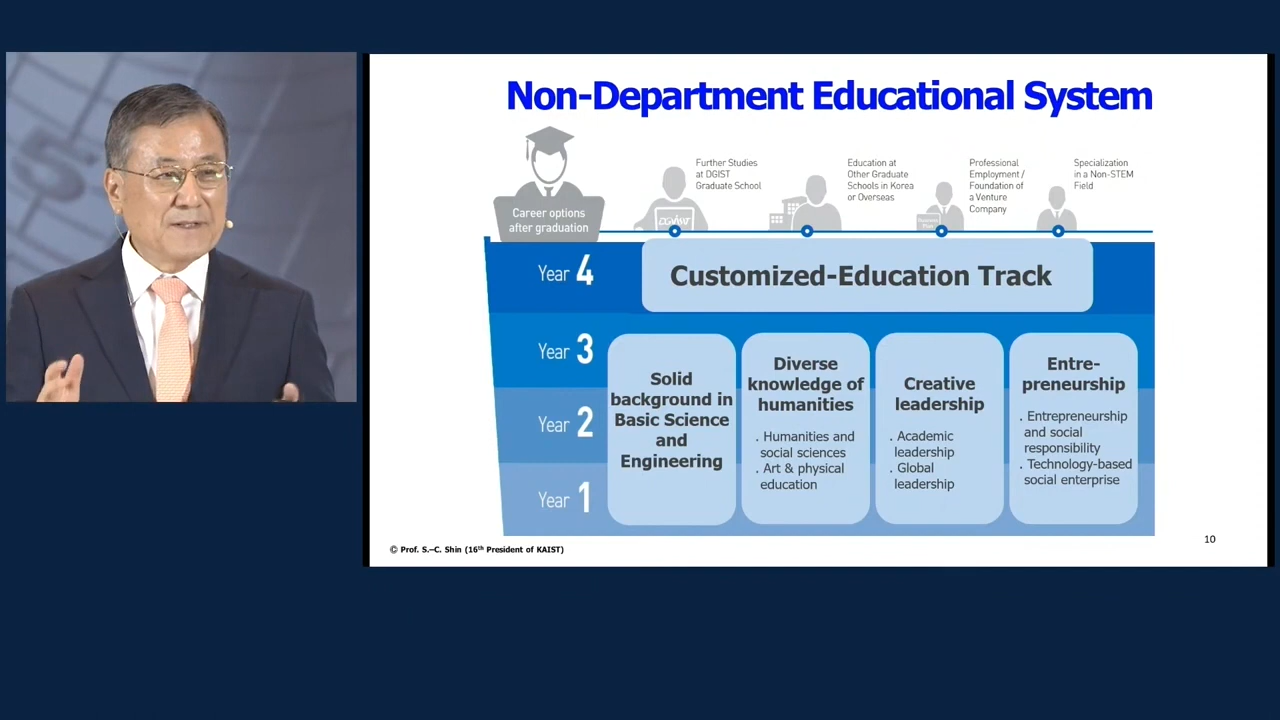 Non-Department Educational System
Further Studies
at DGIST
Graduate School
Education at
Other Graduate
Schools in Korea
or Overseas
Professional
Employment /
Foundation of
a Venture
Company
Specialization
in a Non-STEM
Field
Career options
after graduation
DGIST
Business
Plan
Year 4
Customized-Education Track
Year 3
Year 2
Year 1
Solid
background in
Basic Science
and
Engineering
Diverse
knowledge of
humanities
. Humanities and
social sciences
. Art & physical
education
Creative
leadership
. Academic
leadership
. Global
leadership
Entre-
preneurship
. Entrepreneurship
and social
responsibility
. Technology-based
social enterprise
© Prof. S.–C. Shin (16th President of KAIST)
10